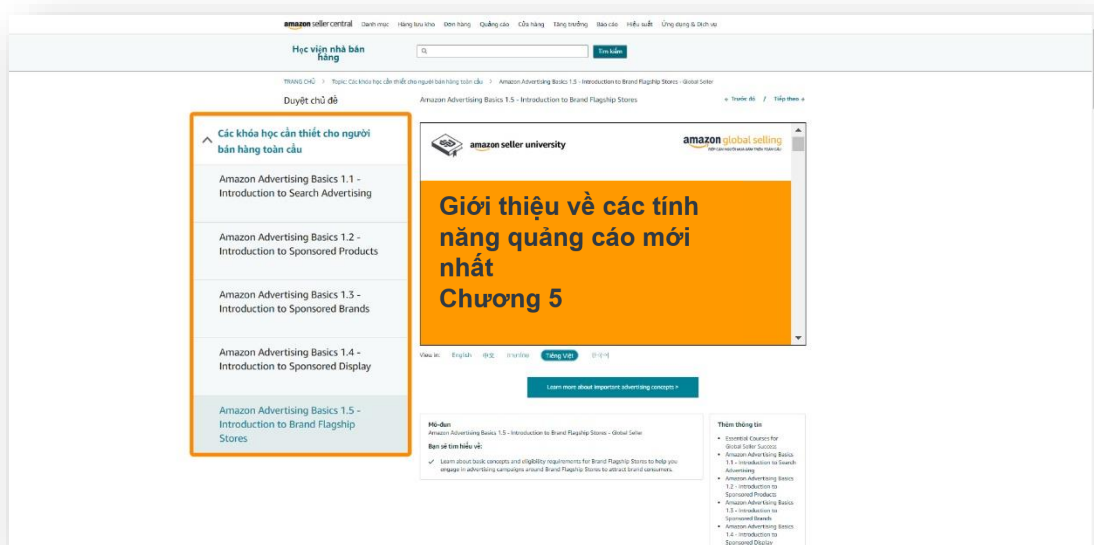 amazon seller central Danh mục Hàng lưu kho Đơn hàng Quảng cáo Cửa hàng Tăng trưởng Báo cáo Hiệu suất Ứng dụng & Dịch vụ
Học viện nhà bán
hàng
Tìm kiếm
TRANG CHỦ > Topic: Các khóa học cần thiết cho người bán hàng toàn cầu > Amazon Advertising Basics 1.5 - Introduction to Brand Flagship Stores - Global Seller
Duyệt chủ đề
Amazon Advertising Basics 1.5 - Introduction to Brand Flagship Stores
« Trước đó / Tiếp theo »
Các khóa học cần thiết cho người
bán hàng toàn cầu
Amazon Advertising Basics 1.1 -
Introduction to Search Advertising
Amazon Advertising Basics 1.2 -
Introduction to Sponsored Products
Amazon Advertising Basics 1.3 -
Introduction to Sponsored Brands
Amazon Advertising Basics 1.4 -
Introduction to Sponsored Display
Amazon Advertising Basics 1.5 -
Introduction to Brand Flagship
Stores
amazon seller university
amazon global selling
Giới thiệu về các tính
năng quảng cáo mới
nhất
Chương 5
View in: English 中文 Tiếng Việt 한국어
Learn more about important advertising concepts >
Mô-đun
Amazon Advertising Basics 1.5 - Introduction to Brand Flagship Stores - Global Seller
Bạn sẽ tìm hiểu về:
✓ Learn about basic concepts and eligibility requirements for Brand Flagship Stores to help you
engage in advertising campaigns around Brand Flagship Stores to attract brand consumers.
Thêm thông tin
• Essential Courses for
Global Seller Success
• Amazon Advertising Basics
1.1 - Introduction to Search
Advertising
• Amazon Advertising Basics
1.2 - Introduction to
Sponsored Products
• Amazon Advertising Basics
1.3 - Introduction to
Sponsored Brands
• Amazon Advertising Basics
1.4 - Introduction to
Sponsored Display